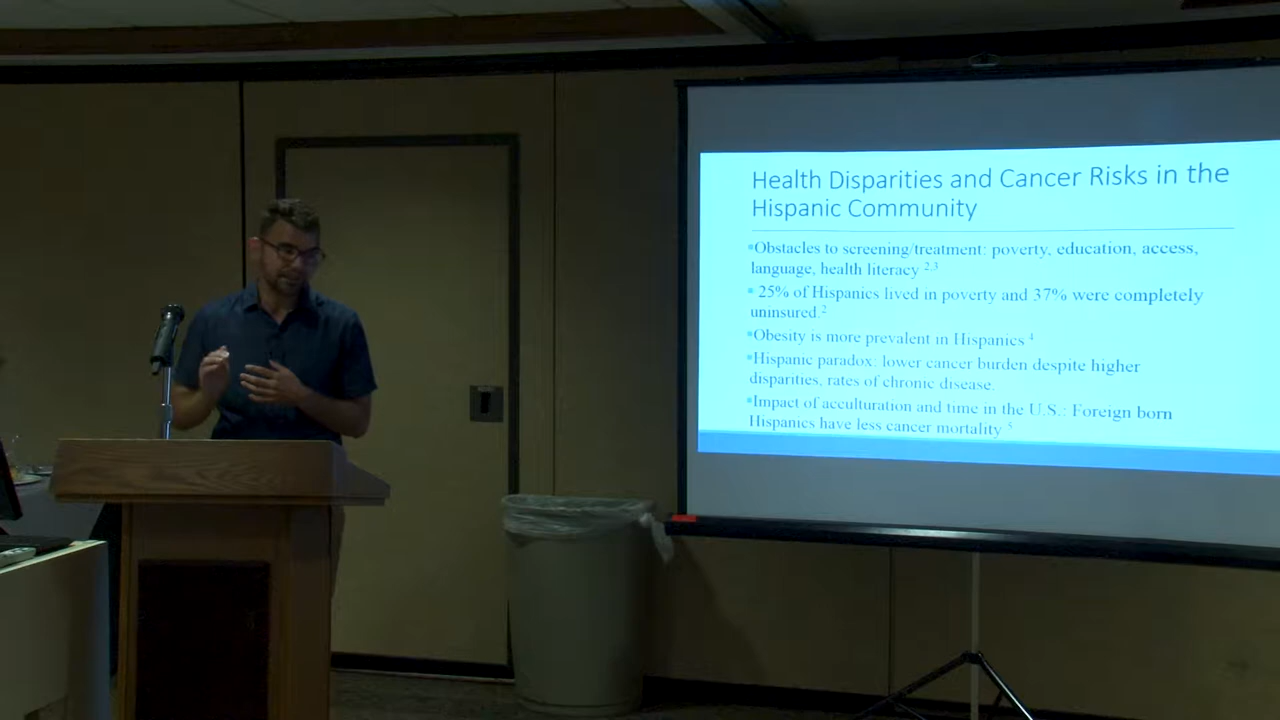 Health Disparities and Cancer Risks in the
Hispanic Community
•Obstacles to screening/treatment: poverty, education, access,
language, health literacy 2,3
• 25% of Hispanics lived in poverty and 37% were completely
uninsured.2
•Obesity is more prevalent in Hispanics 4
•Hispanic paradox: lower cancer burden despite higher
disparities, rates of chronic disease.
•Impact of acculturation and time in the U.S.: Foreign born
Hispanics have less cancer mortality 5